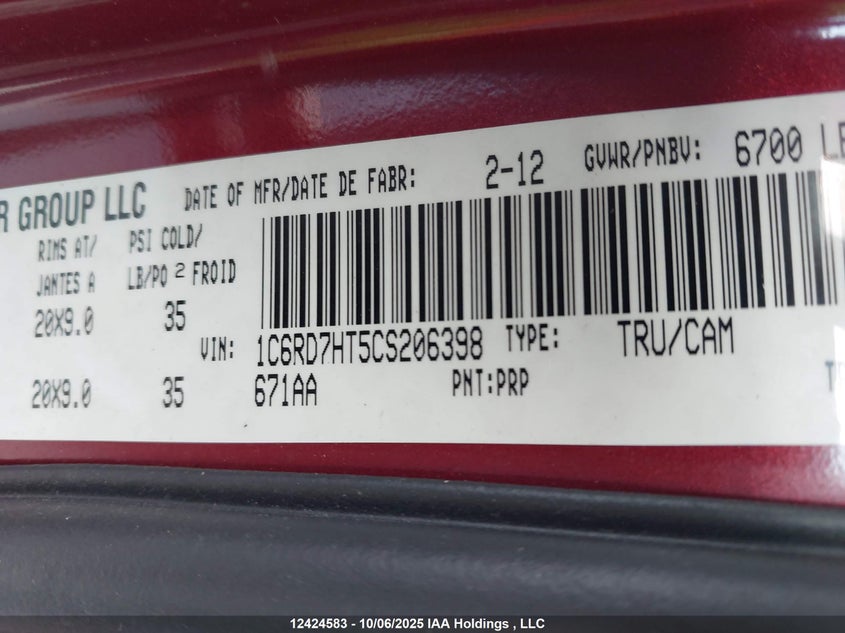 R GROUP LLC DATE OF MFR/DATE DE FABR: 2-12 GVWR/PNBV: 6700 LB
RIMS AT/ PSI COLD/
JANTES A LB/PO 2 FROID
20X9.0 35
VIN: 1C6RD7HT5CS206398 TYPE: TRU/CAM
20X9.0 35 671AA PNT:PRP
12424583 - 10/06/2025 IAA Holdings , LLC